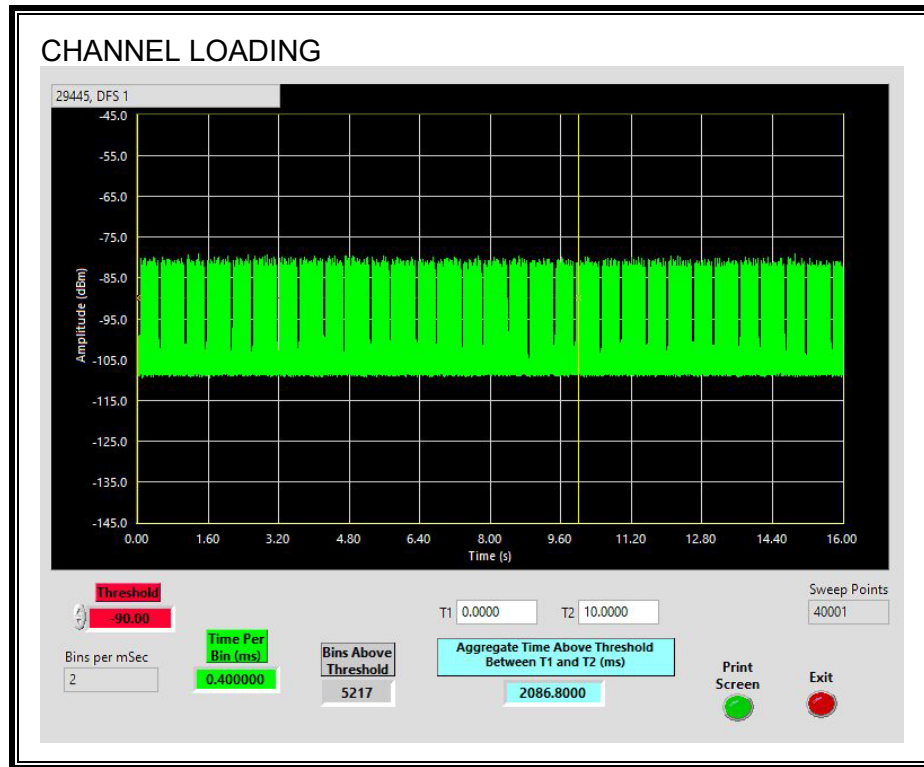 CHANNEL LOADING
29445, DFS 1
-45.0
-55.0
-65.0
-75.0
-85.0
-95.0
-105.0
-115.0
-125.0
-135.0
-145.0
Amplitude (dBm)
0.00 1.60 3.20 4.80 6.40 8.00 9.60 11.20 12.80 14.40 16.00
Time (s)
Threshold
-90.00
Bins per mSec
2
Time Per
Bin (ms)
0.400000
Bins Above
Threshold
5217
T1 0.0000 T2 10.0000
Aggregate Time Above Threshold
Between T1 and T2 (ms)
2086.8000
Sweep Points
40001
Print
Screen
Exit